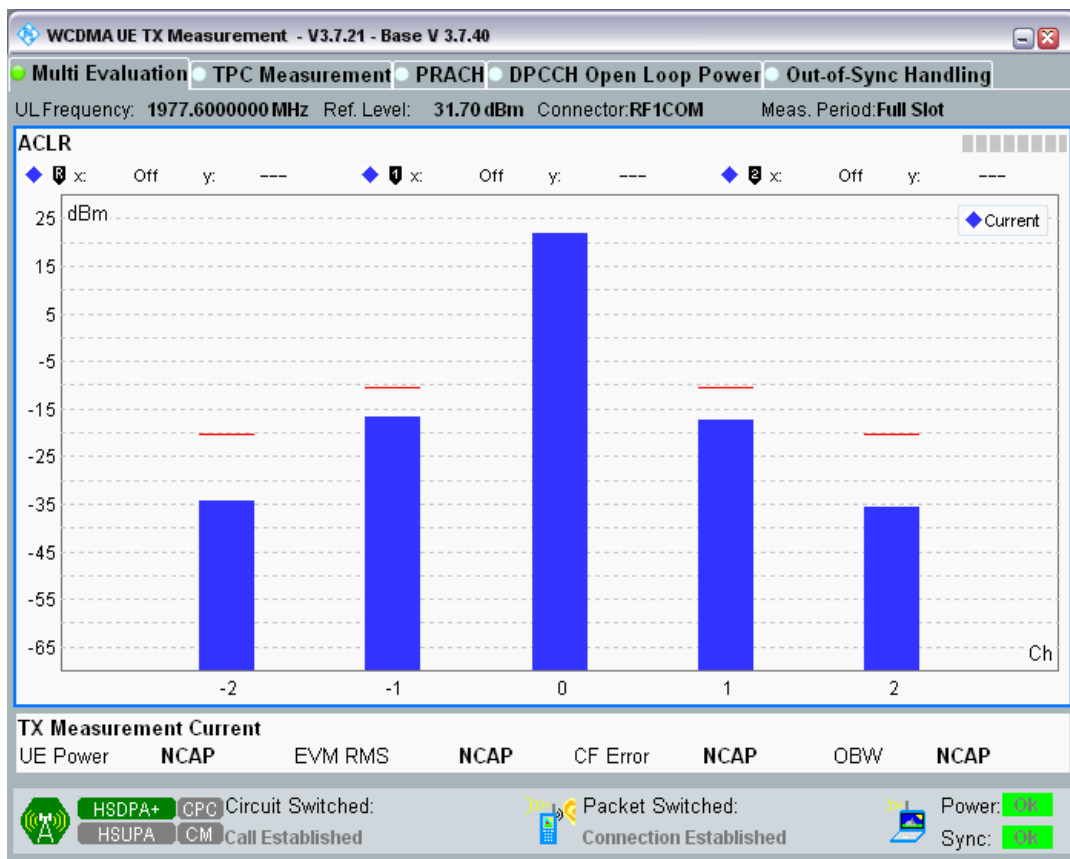 WCDMA UE TX Measurement - V3.7.21 - Base V 3.7.40
Multi Evaluation TPC Measurement PRACH DPCCH Open Loop Power Out-of-Sync Handling
UL Frequency: 1977.6000000 MHz Ref. Level: 31.70 dBm Connector:RF1COM Meas. Period:Full Slot
ACLR
R x: Off y: --- 1 x: Off y: --- 2 x: Off y: ---
25 dBm Current
15
5
-5
-15
-25
-35
-45
-55
-65 Ch
-2 -1 0 1 2
TX Measurement Current
UE Power NCAP EVM RMS NCAP CF Error NCAP OBW NCAP
HSDPA+ CPC Circuit Switched: Packet Switched: Power: OK
HSUPA CM Call Established Connection Established Sync: OK